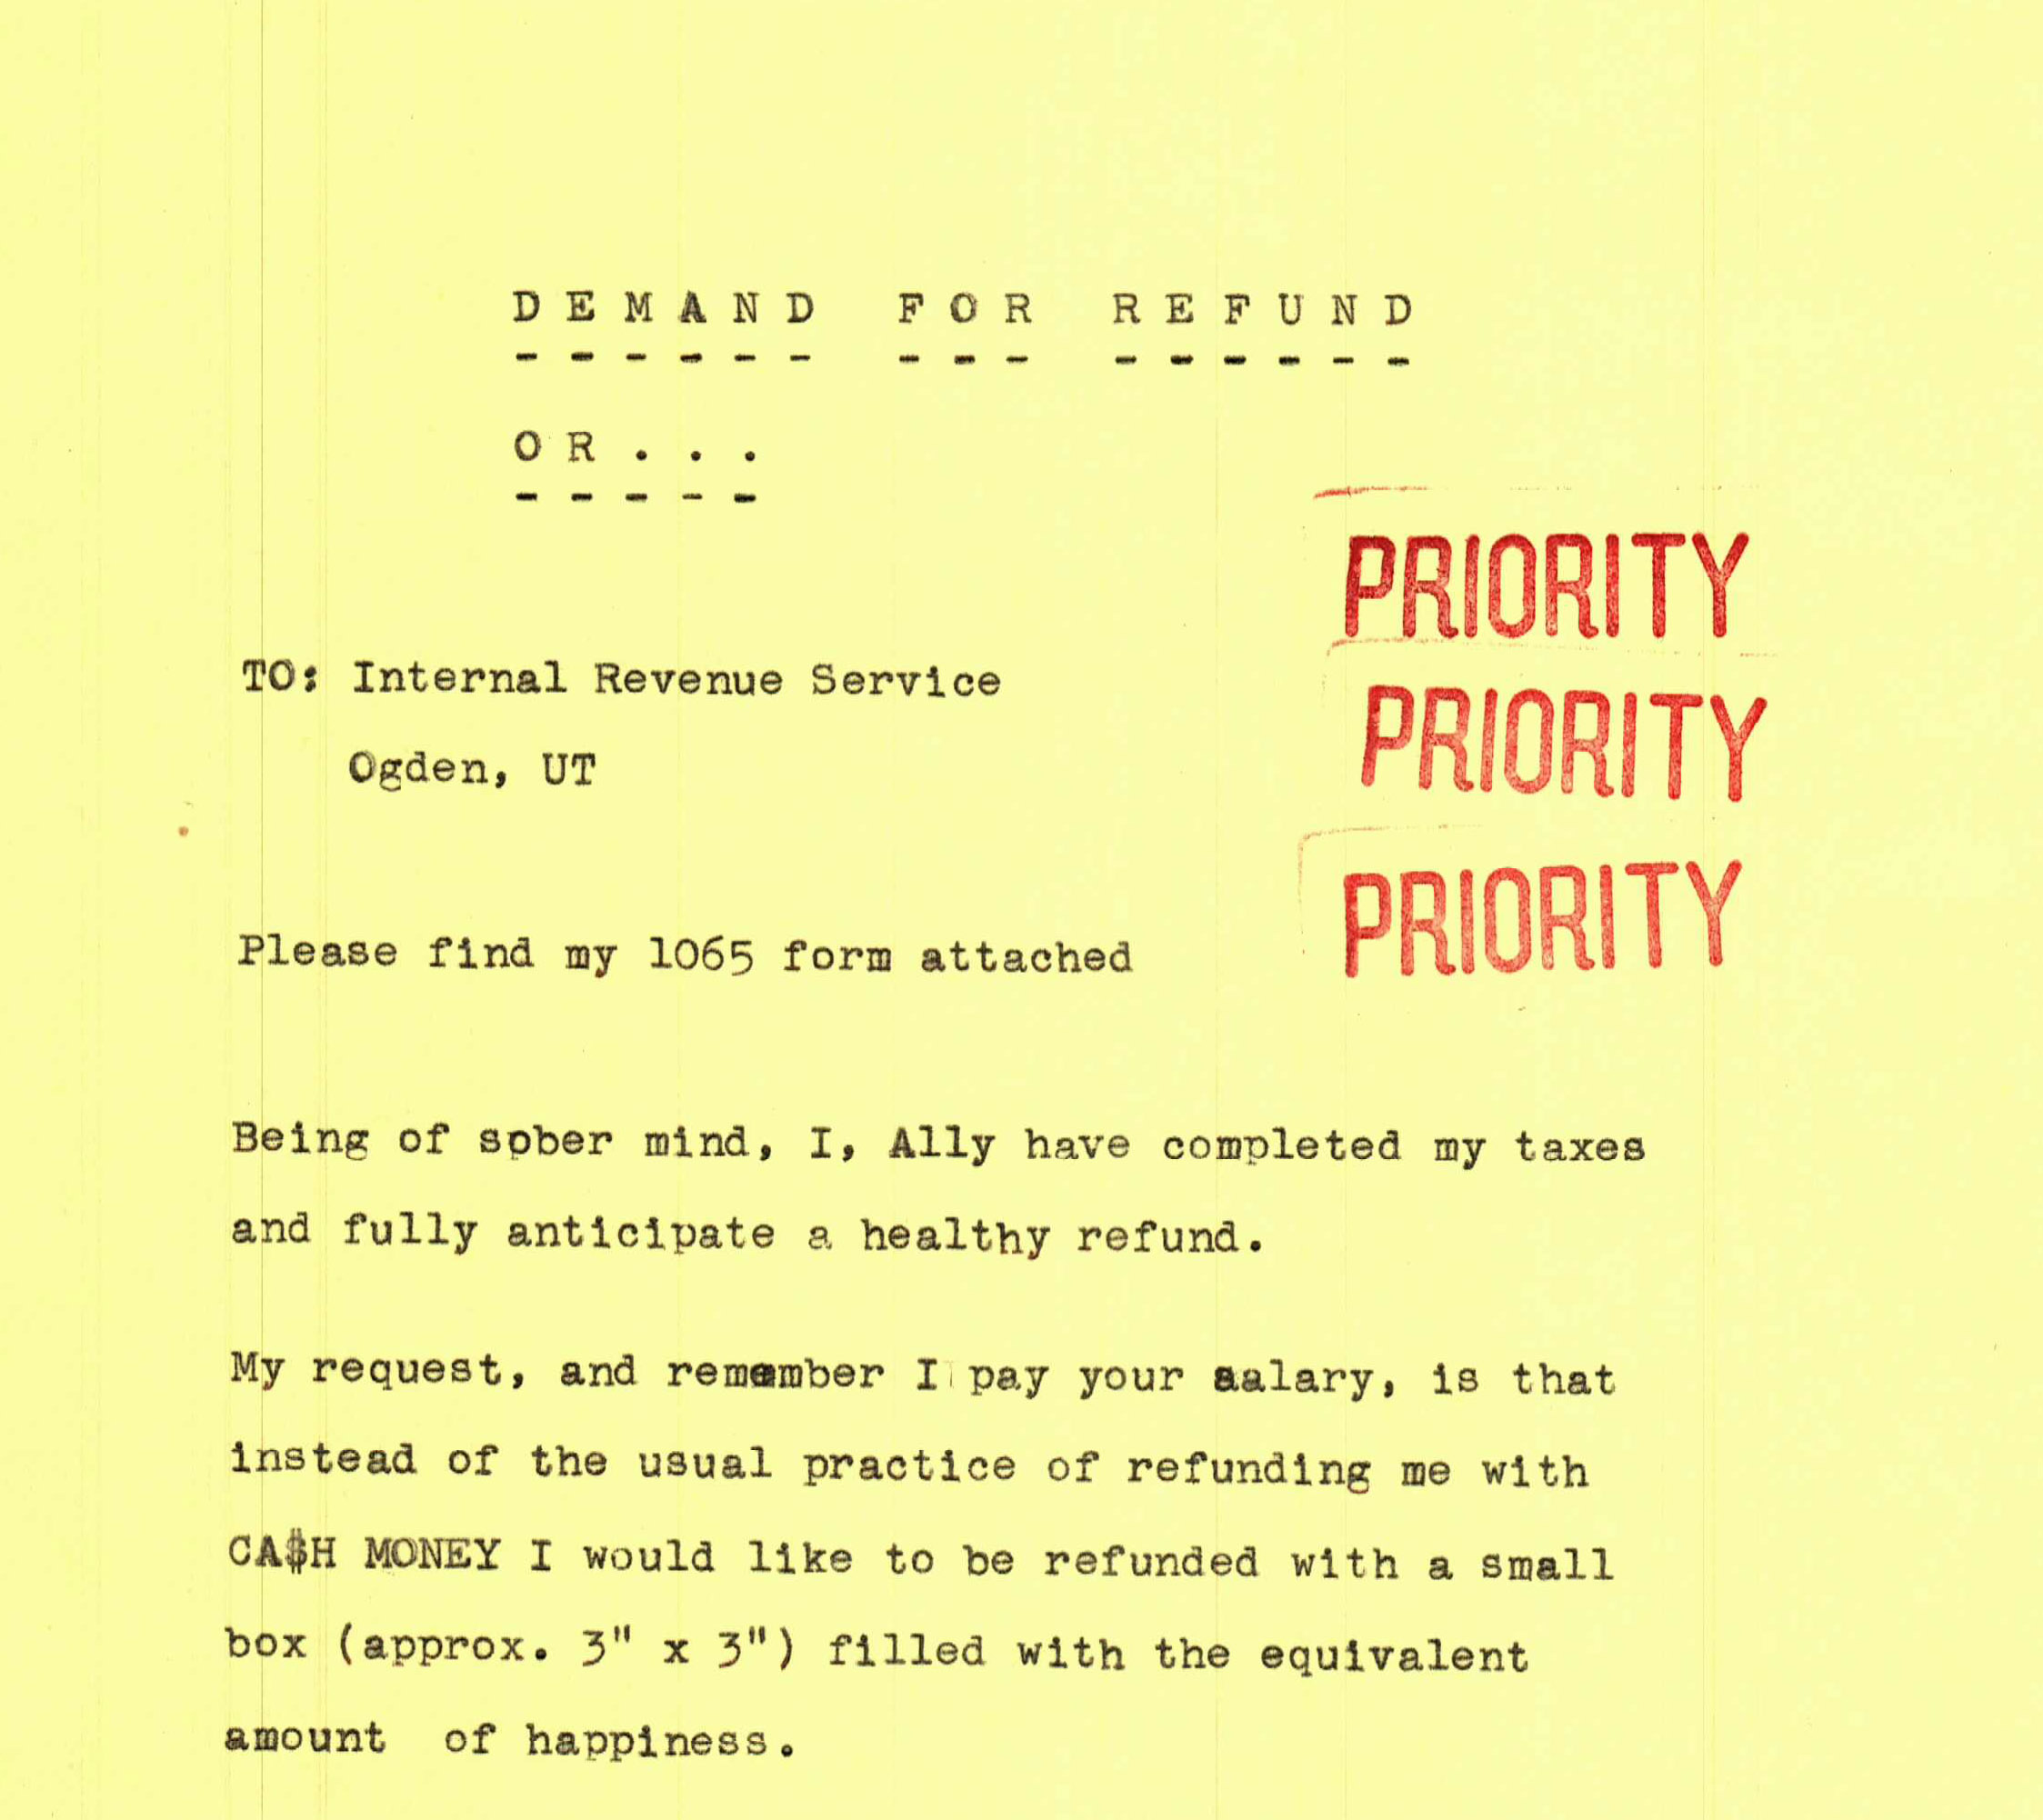 D E M A N D  F O R  R E F U N D
- - - - - -  - - -  - - - - - -
O R . . .
- - - - -
PRIORITY
TO: Internal Revenue Service
PRIORITY
Ogden, UT
PRIORITY
Please find my 1065 form attached
Being of sober mind, I, Ally have completed my taxes
and fully anticipate a healthy refund.
My request, and remember I pay your salary, is that
instead of the usual practice of refunding me with
CA$H MONEY I would like to be refunded with a small
box (approx. 3" x 3") filled with the equivalent
amount  of happiness.